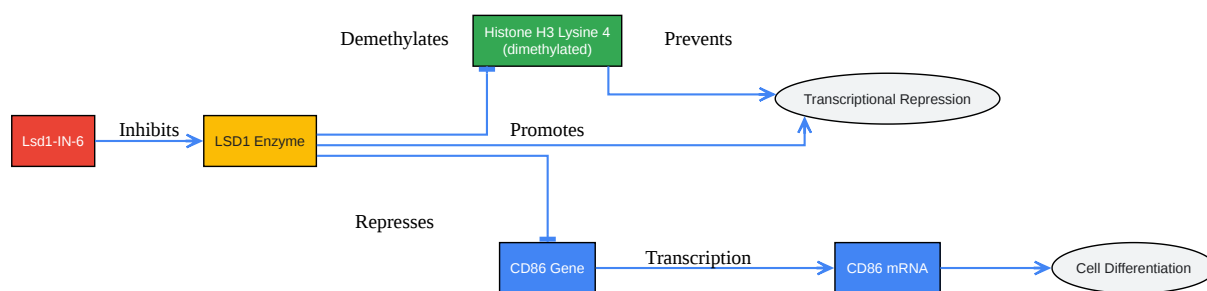 Demethylates
Histone H3 Lysine 4
(dimethylated)
Prevents
Transcriptional Repression
Lsd1-IN-6
Inhibits
LSD1 Enzyme
Promotes
Represses
CD86 Gene
Transcription
CD86 mRNA
Cell Differentiation